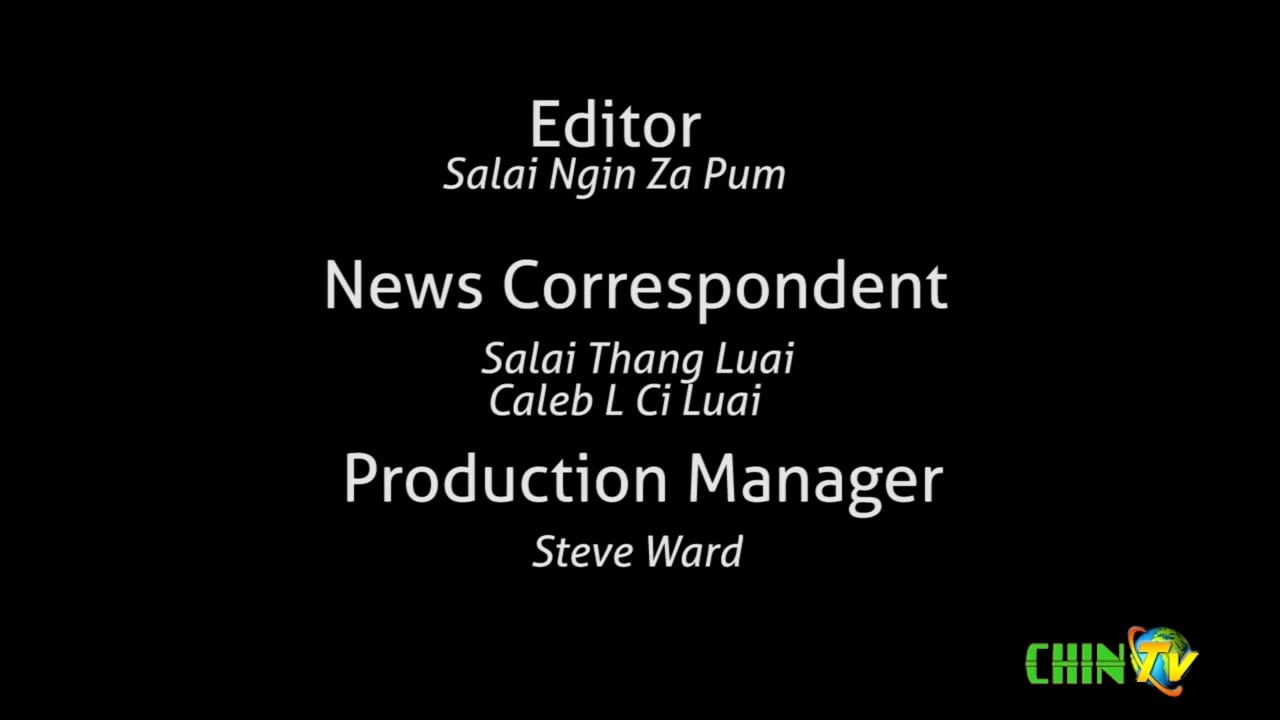 Editor
Salai Ngin Za Pum
News Correspondent
Salai Thang Luai
Caleb L Ci Luai
Production Manager
Steve Ward
CHIN TV